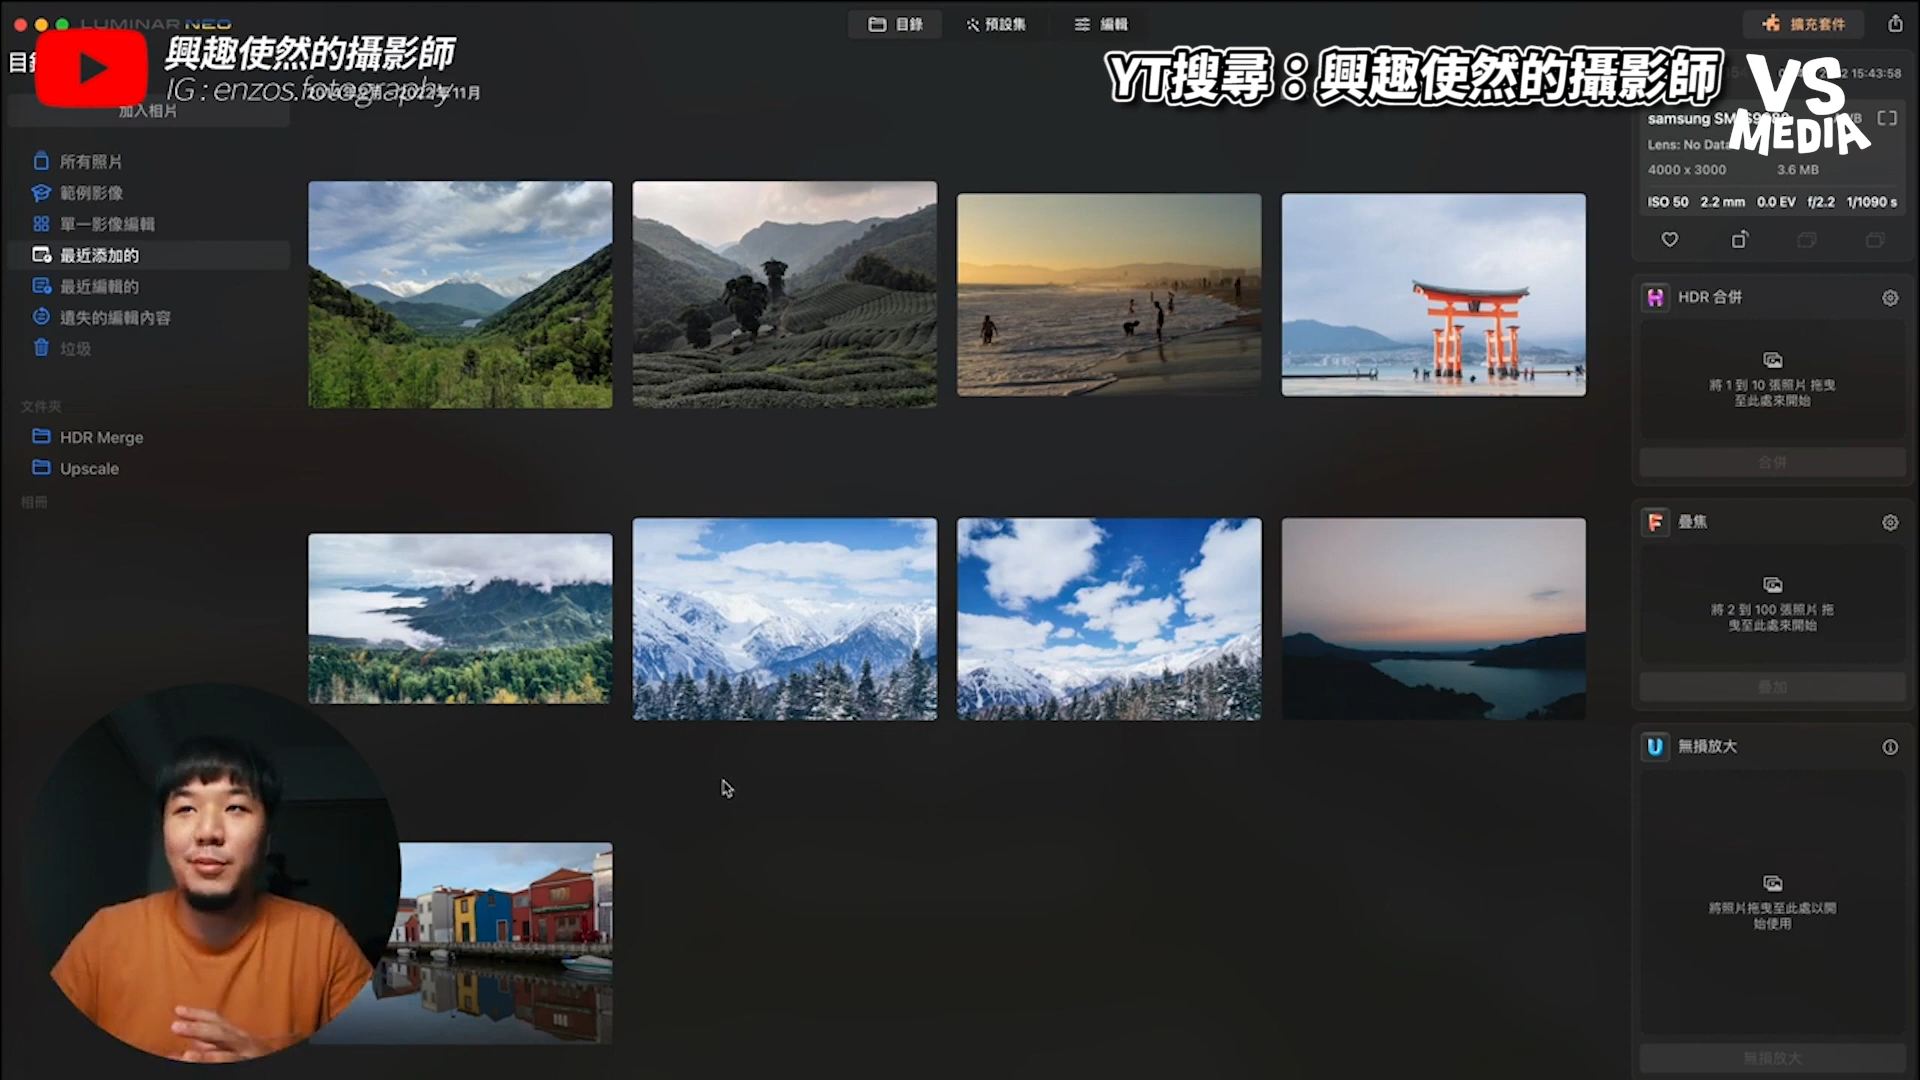 LUMINAR NEO
目錄
預設集
編輯
擴充套件
興趣使然的攝影師
IG : enzos.fotography
YT搜尋：興趣使然的攝影師
VS
MEDIA
15:43:58
加入相片
所有照片
範例影像
單一影像編輯
最近添加的
最近編輯的
遺失的編輯內容
垃圾
文件夾
HDR Merge
Upscale
相冊
samsung
Lens: No Data
4000 x 3000 3.6 MB
ISO 50 2.2 mm 0.0 EV f/2.2 1/1090 s
HDR 合併
將 1 到 10 張照片 拖曳
至此處來開始
合併
疊焦
將 2 到 100 張照片 拖
曳至此處來開始
疊加
無損放大
將照片拖曳至此處以開
始使用
無損放大